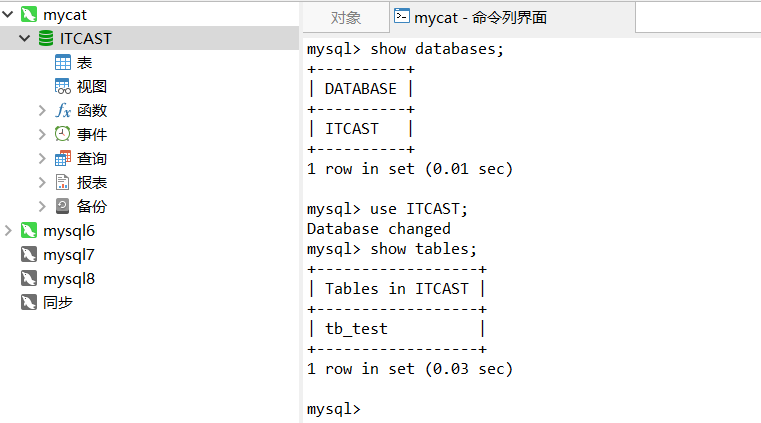 mycat
ITCAST
表
视图
函数
事件
查询
报表
备份
mysql6
mysql7
mysql8
同步
对象
mycat - 命令列界面
mysql> show databases;
+----------+
| DATABASE |
+----------+
| ITCAST   |
+----------+
1 row in set (0.01 sec)
mysql> use ITCAST;
Database changed
mysql> show tables;
+------------------+
| Tables in ITCAST |
+------------------+
| tb_test          |
+------------------+
1 row in set (0.03 sec)
mysql>